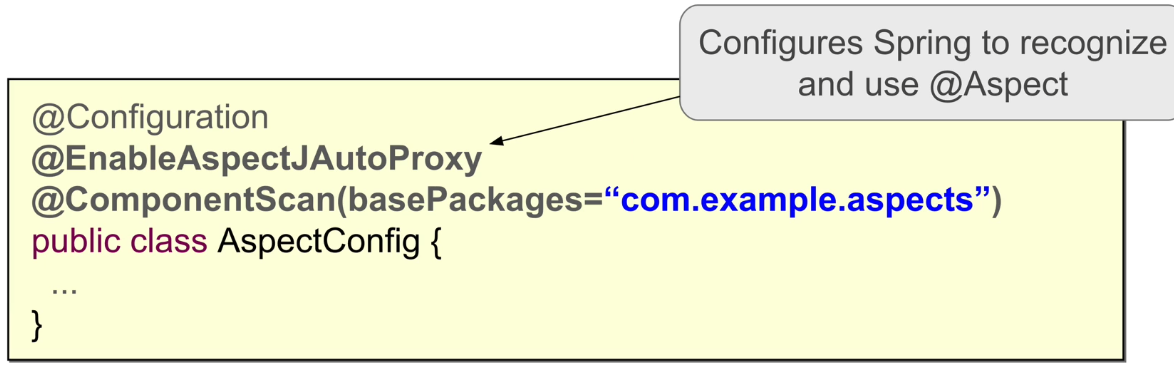 Configures Spring to recognize
and use @Aspect
@Configuration
@EnableAspectJAutoProxy
@ComponentScan(basePackages=“com.example.aspects”)
public class AspectConfig {
...
}